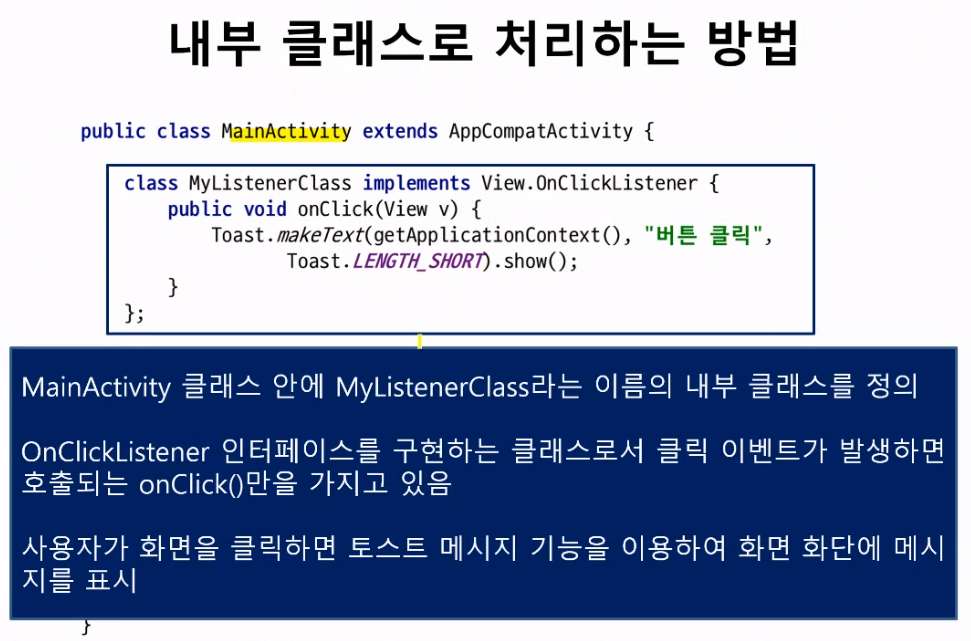 내부 클래스로 처리하는 방법
public class MainActivity extends AppCompatActivity {
class MyListenerClass implements View.OnClickListener {
public void onClick(View v) {
Toast.makeText(getApplicationContext(), "버튼 클릭",
Toast.LENGTH_SHORT).show();
}
};
MainActivity 클래스 안에 MyListenerClass라는 이름의 내부 클래스를 정의
OnClickListener 인터페이스를 구현하는 클래스로서 클릭 이벤트가 발생하면
호출되는 onClick()만을 가지고 있음
사용자가 화면을 클릭하면 토스트 메시지 기능을 이용하여 화면 화단에 메시
지를 표시
}